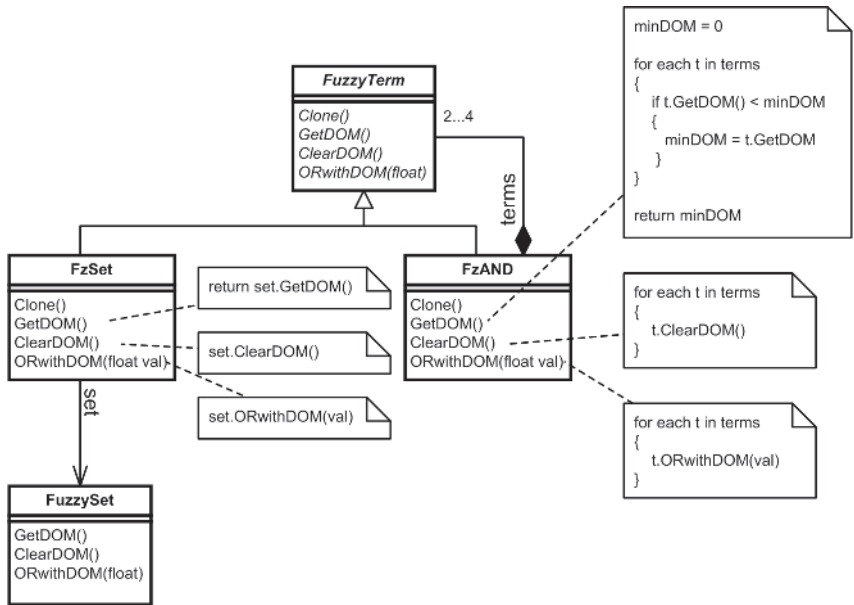 FuzzyTerm
Clone()
GetDOM()
ClearDOM()
ORwithDOM(float)
2...4
terms
minDOM = 0
for each t in terms
{
if t.GetDOM() < minDOM
{
minDOM = t.GetDOM
}
}
return minDOM
FzSet
Clone()
GetDOM()
ClearDOM()
ORwithDOM(float val)
return set.GetDOM()
set.ClearDOM()
set.ORwithDOM(val)
FzAND
Clone()
GetDOM()
ClearDOM()
ORwithDOM(float val)
for each t in terms
{
t.ClearDOM()
}
for each t in terms
{
t.ORwithDOM(val)
}
set
FuzzySet
GetDOM()
ClearDOM()
ORwithDOM(float)